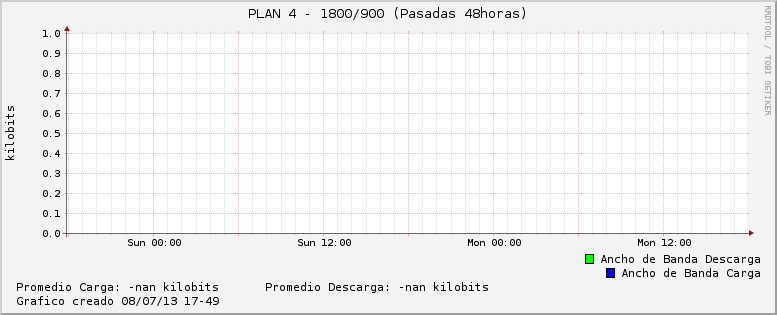 PLAN 4 - 1800/900 (Pasadas 48horas)
RRDTOOL / TOBI OETIKER
kilobits
1.0
0.9
0.8
0.7
0.6
0.5
0.4
0.3
0.2
0.1
0.0
Sun 00:00 Sun 12:00 Mon 00:00 Mon 12:00
Ancho de Banda Descarga
Ancho de Banda Carga
Promedio Carga: -nan kilobits Promedio Descarga: -nan kilobits
Grafico creado 08/07/13 17-49